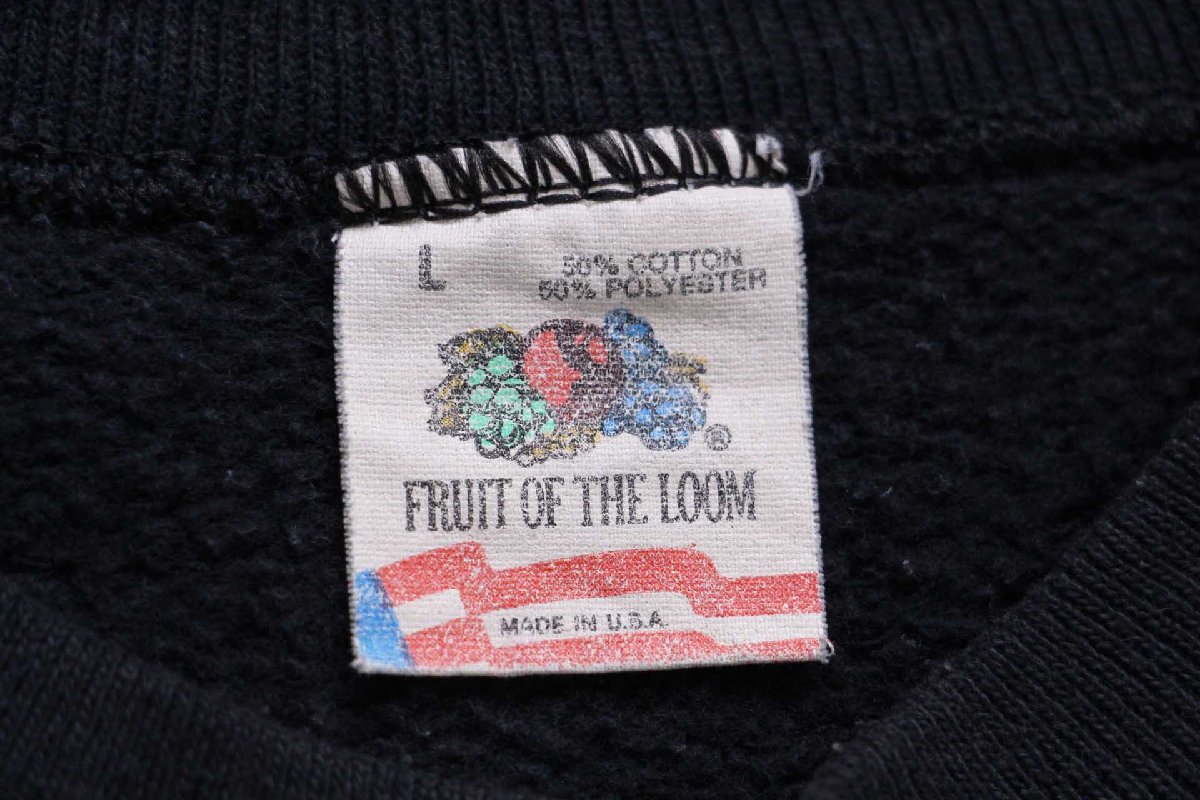 L
50% COTTON
50% POLYESTER
®
FRUIT OF THE LOOM
MADE IN U.S.A.